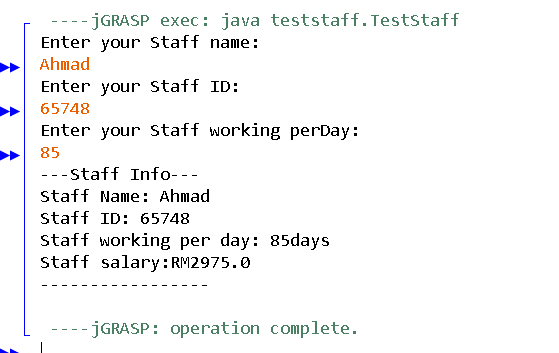 ----jGRASP exec: java teststaff.TestStaff
Enter your Staff name:
Ahmad
Enter your Staff ID:
65748
Enter your Staff working perDay:
85
---Staff Info---
Staff Name: Ahmad
Staff ID: 65748
Staff working per day: 85days
Staff salary:RM2975.0
-----------------
----jGRASP: operation complete.